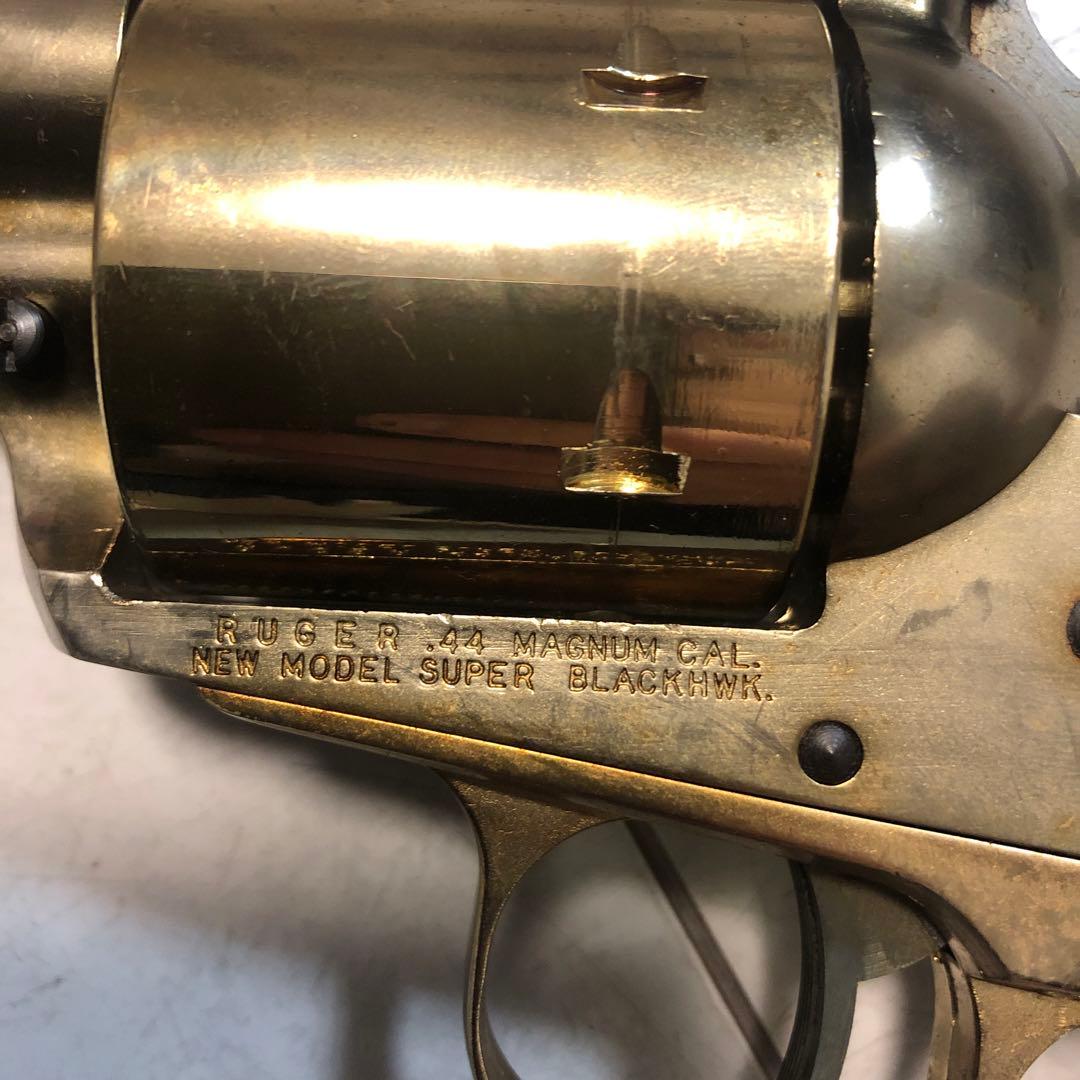 RUGER .44 MAGNUM CAL.
NEW MODEL SUPER BLACKHWK.